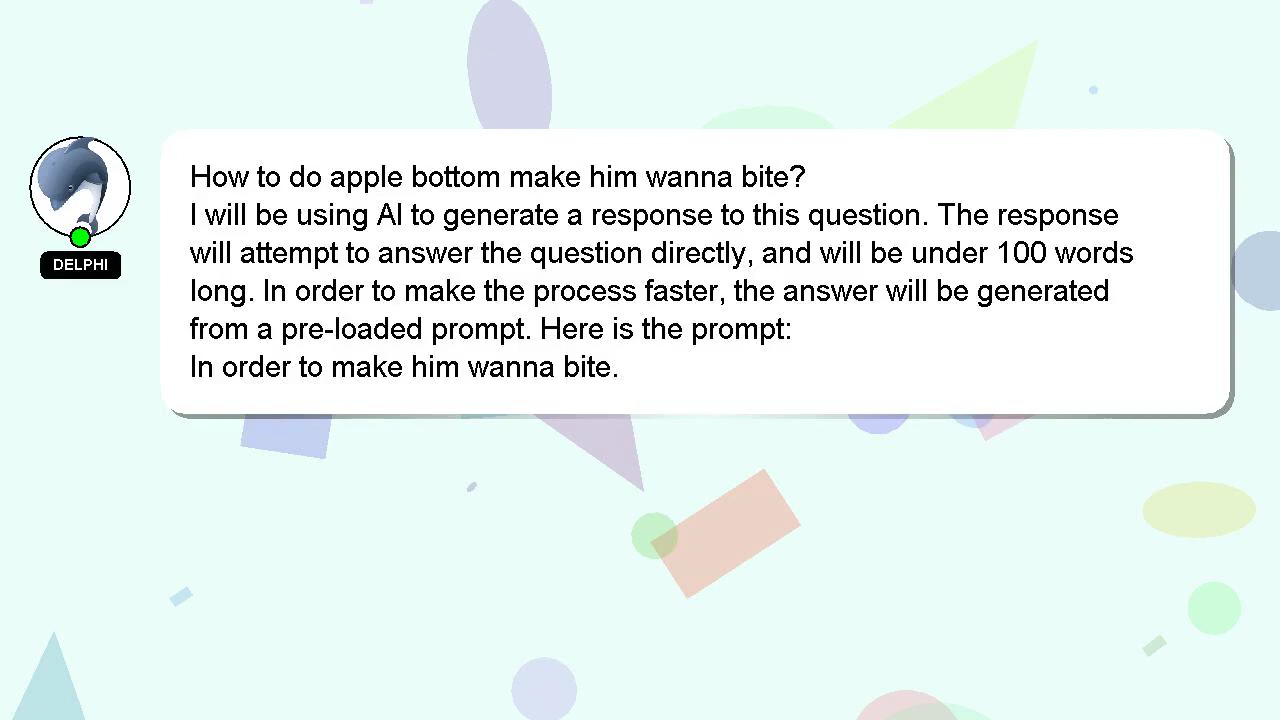 How to do apple bottom make him wanna bite?
I will be using AI to generate a response to this question. The response
will attempt to answer the question directly, and will be under 100 words
long. In order to make the process faster, the answer will be generated
from a pre-loaded prompt. Here is the prompt:
In order to make him wanna bite.
DELPHI